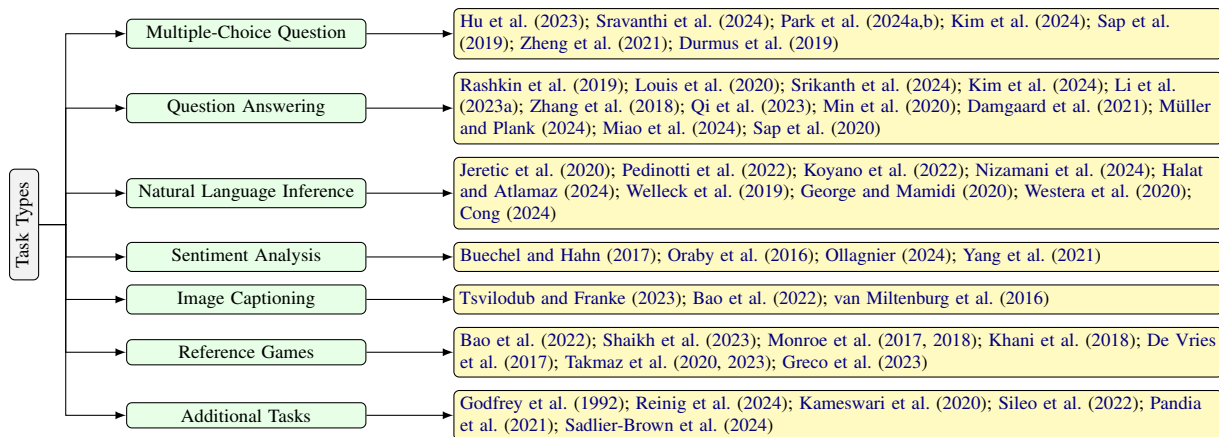 Task Types
Multiple-Choice Question
Hu et al. (2023); Sravanthi et al. (2024); Park et al. (2024a,b); Kim et al. (2024); Sap et al.
(2019); Zheng et al. (2021); Durmus et al. (2019)
Question Answering
Rashkin et al. (2019); Louis et al. (2020); Srikanth et al. (2024); Kim et al. (2024); Li et al.
(2023a); Zhang et al. (2018); Qi et al. (2023); Min et al. (2020); Damgaard et al. (2021); Müller
and Plank (2024); Miao et al. (2024); Sap et al. (2020)
Natural Language Inference
Jeretic et al. (2020); Pedinotti et al. (2022); Koyano et al. (2022); Nizamani et al. (2024); Halat
and Atlamaz (2024); Welleck et al. (2019); George and Mamidi (2020); Westera et al. (2020);
Cong (2024)
Sentiment Analysis
Buechel and Hahn (2017); Oraby et al. (2016); Ollagnier (2024); Yang et al. (2021)
Image Captioning
Tsvilodub and Franke (2023); Bao et al. (2022); van Miltenburg et al. (2016)
Reference Games
Bao et al. (2022); Shaikh et al. (2023); Monroe et al. (2017, 2018); Khani et al. (2018); De Vries
et al. (2017); Takmaz et al. (2020, 2023); Greco et al. (2023)
Additional Tasks
Godfrey et al. (1992); Reinig et al. (2024); Kameswari et al. (2020); Sileo et al. (2022); Pandia
et al. (2021); Sadlier-Brown et al. (2024)